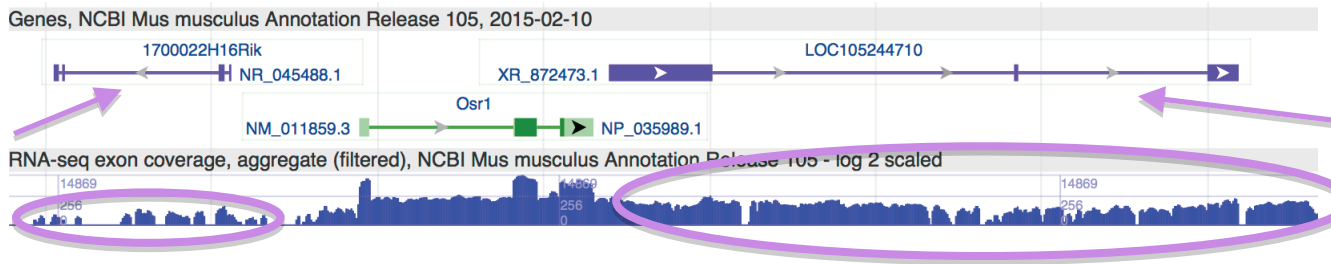 Genes, NCBI Mus musculus Annotation Release 105, 2015-02-10
1700022H16Rik LOC105244710
NR_045488.1 XR_872473.1
Osr1
NM_011859.3 NP_035989.1
RNA-seq exon coverage, aggregate (filtered), NCBI Mus musculus Annotation Release 105 - log 2 scaled
14869 14869 14869
256 256 256
0 0 0